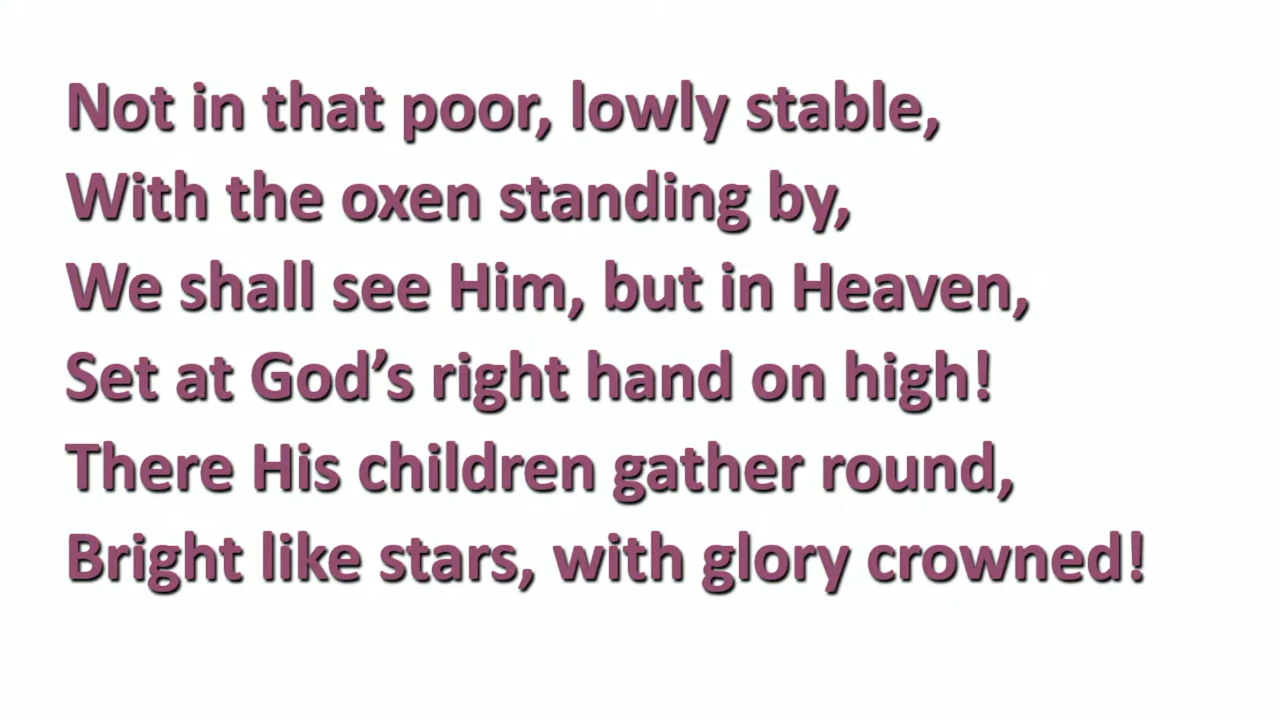 Not in that poor, lowly stable,
With the oxen standing by,
We shall see Him, but in Heaven,
Set at God’s right hand on high!
There His children gather round,
Bright like stars, with glory crowned!